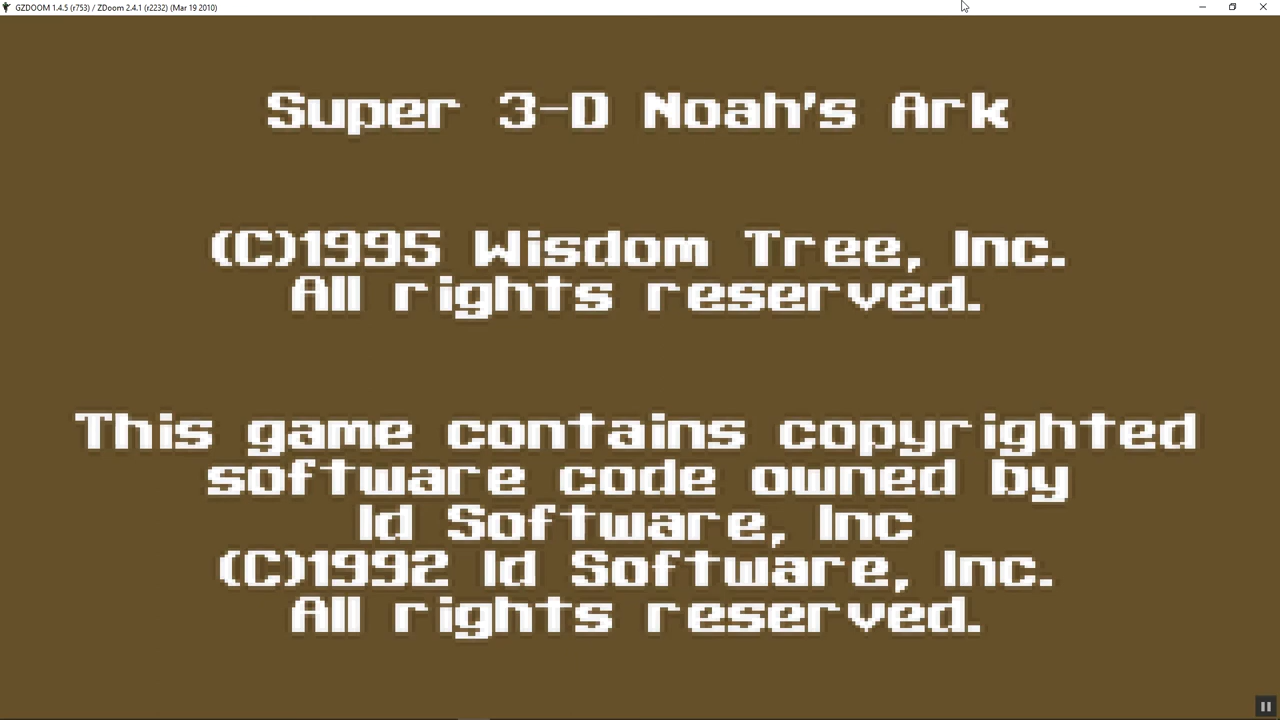 GZDOOM 1.4.5 (r753) / ZDoom 2.4.1 (r2232) (Mar 19 2010)
Super 3-D Noah's Ark
(C)1995 Wisdom Tree, Inc.
All rights reserved.
This game contains copyrighted
software code owned by
Id Software, Inc
(C)1992 Id Software, Inc.
All rights reserved.